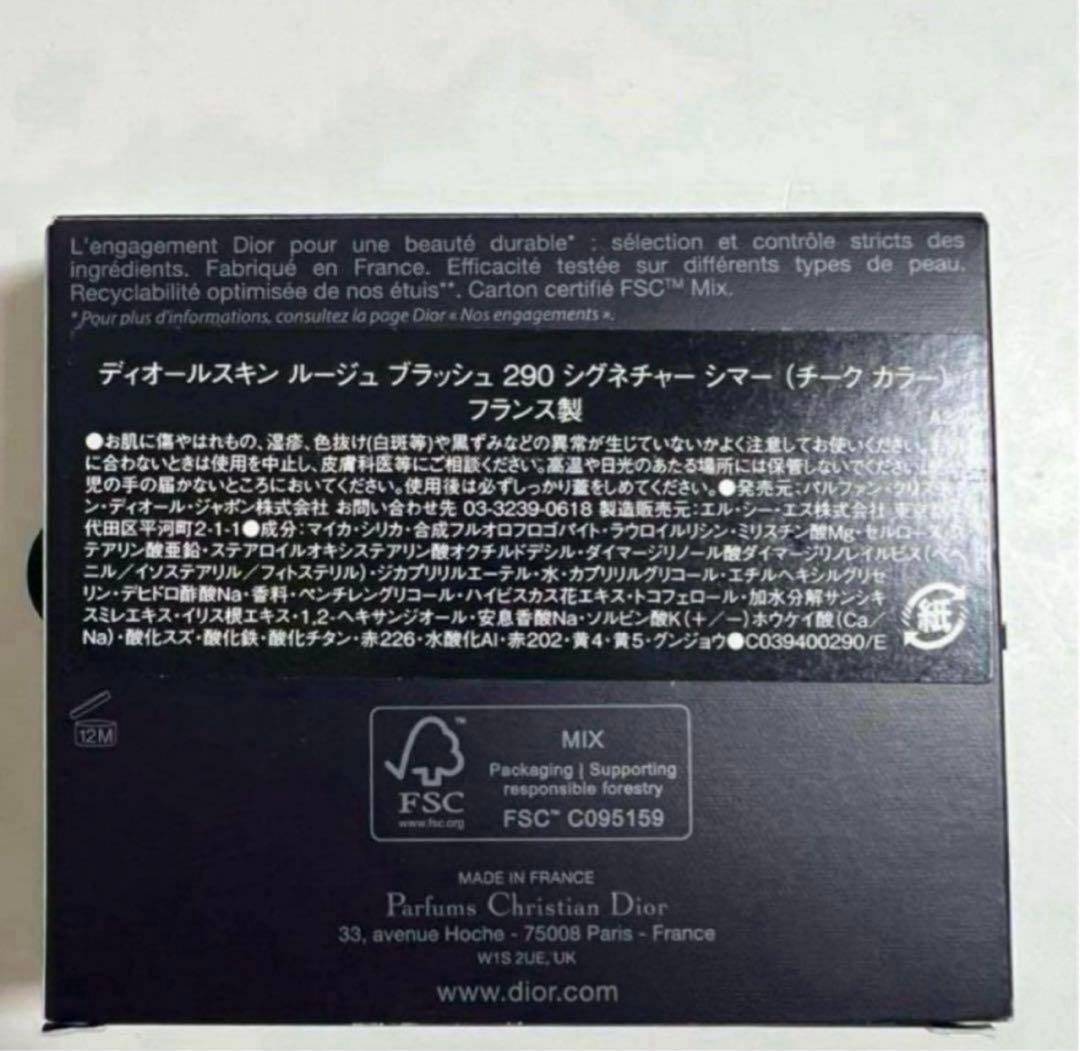 L'engagement Dior pour une beauté durable* : sélection et contrôle stricts des
ingrédients. Fabriqué en France. Efficacité testée sur différents types de peau.
Recyclabilité optimisée de nos étuis**. Carton certifié FSC™ Mix.
*Pour plus d'informations, consultez la page Dior « Nos engagements ».
ディオールスキン ルージュ ブラッシュ 290 シグネチャー シマー (チーク カラー)
フランス製
●お肌に傷やはれもの、湿疹、色抜け(白斑等)や黒ずみなどの異常が生じていないかよく注意してお使いください。
に合わないときは使用を中止し、皮膚科医等にご相談ください。高温や日光のあたる場所には保管しないでください。
児の手の届かないところにおいてください。使用後は必ずしっかり蓋をしめてください。●発売元:パルファン・クリスチャ
ン・ディオール・ジャポン株式会社 お問い合わせ先 03-3239-0618 製造販売元:エル・シー・エス株式会社 東京都千
代田区平河町2-1-1●成分:マイカ・シリカ・合成フルオロフロゴパイト・ラウロイルリシン・ミリスチン酸Mg・セルロース・ス
テアリン酸亜鉛・ステアロイルオキシステアリン酸オクチルドデシル・ダイマージリノール酸ダイマージリノレイルビス(ベヘ
ニル/イソステアリル/フィトステリル)・ジカプリリルエーテル・水・カプリリルグリコール・エチルヘキシルグリセ
リン・デヒドロ酢酸Na・香料・ペンチレングリコール・ハイビスカス花エキス・トコフェロール・加水分解サンシキ
スミレエキス・イリス根エキス・1,2-ヘキサンジオール・安息香酸Na・ソルビン酸K(+/-)ホウケイ酸(Ca/
Na)・酸化スズ・酸化鉄・酸化チタン・赤226・水酸化Al・赤202・黄4・黄5・グンジョウ●C039400290/E
紙
12M
FSC
www.fsc.org
MIX
Packaging | Supporting
responsible forestry
FSC™ C095159
MADE IN FRANCE
Parfums Christian Dior
33, avenue Hoche - 75008 Paris - France
W1S 2UE, UK
www.dior.com